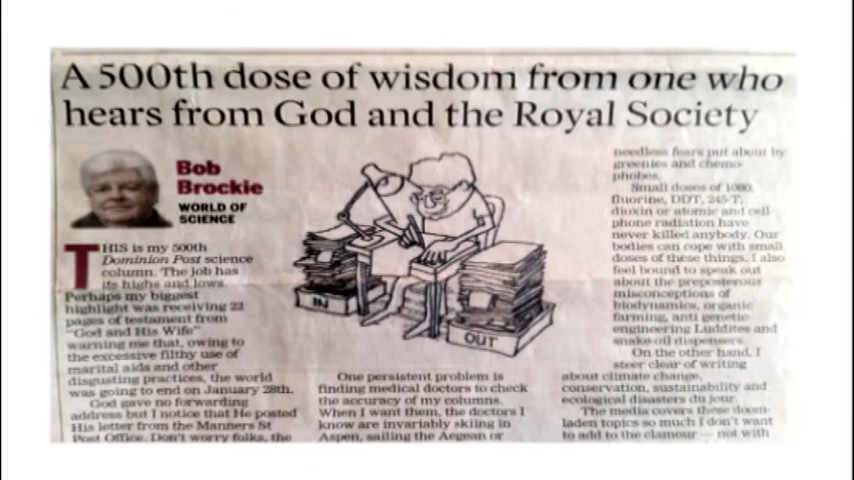 A 500th dose of wisdom from one who
hears from God and the Royal Society
Bob
Brockie
WORLD OF
SCIENCE
THIS is my 500th
Dominion Post science
column. The job has
its highs and lows.
Perhaps my biggest
highlight was receiving 22
pages of testament from
"God and His Wife"
warning me that, owing to
the excessive filthy use of
marital aids and other
disgusting practices, the world
was going to end on January 28th.
God gave no forwarding
address but I notice that He posted
His letter from the Manners St
Post Office. Don't worry folks, the
IN
OUT
One persistent problem is
finding medical doctors to check
the accuracy of my columns.
When I want them, the doctors I
know are invariably skiing in
Aspen, sailing the Aegean or
needless fears put about by
greenies and chemo-
phobes.
Small doses of 1080,
fluorine, DDT, 245-T,
dioxin or atomic and cell-
phone radiation have
never killed anybody. Our
bodies can cope with small
doses of these things. I also
feel bound to speak out
about the preposterous
misconceptions of
biodynamics, organic
farming, anti genetic-
engineering Luddites and
snake-oil dispensers.
On the other hand, I
steer clear of writing
about climate change,
conservation, sustainability and
ecological disasters du jour.
The media covers these doom-
laden topics so much I don't want
to add to the clamour — not with